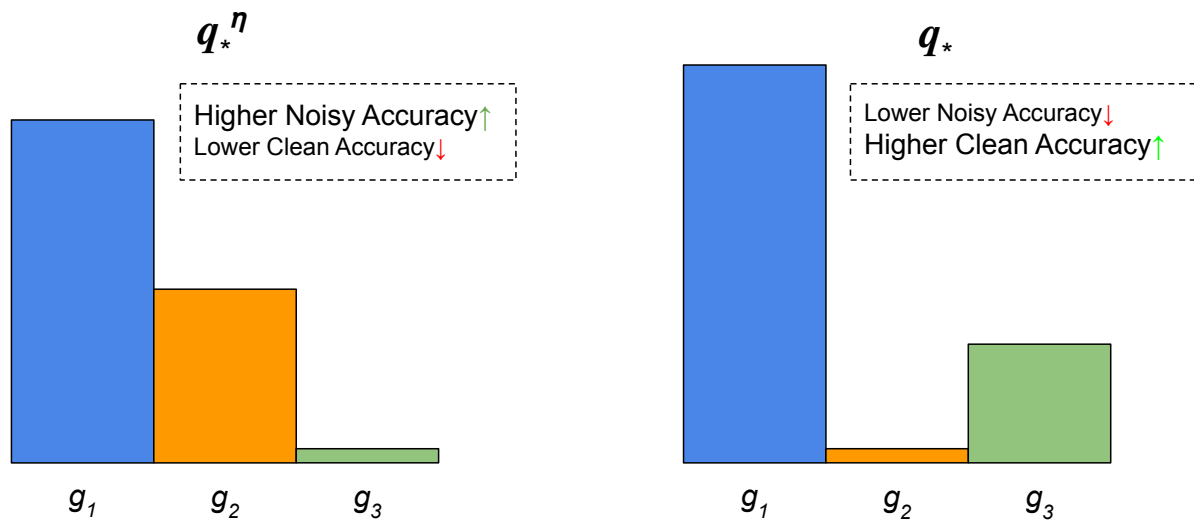 q*^η
Higher Noisy Accuracy↑
Lower Clean Accuracy↓
g1 g2 g3
q*
Lower Noisy Accuracy↓
Higher Clean Accuracy↑
g1 g2 g3